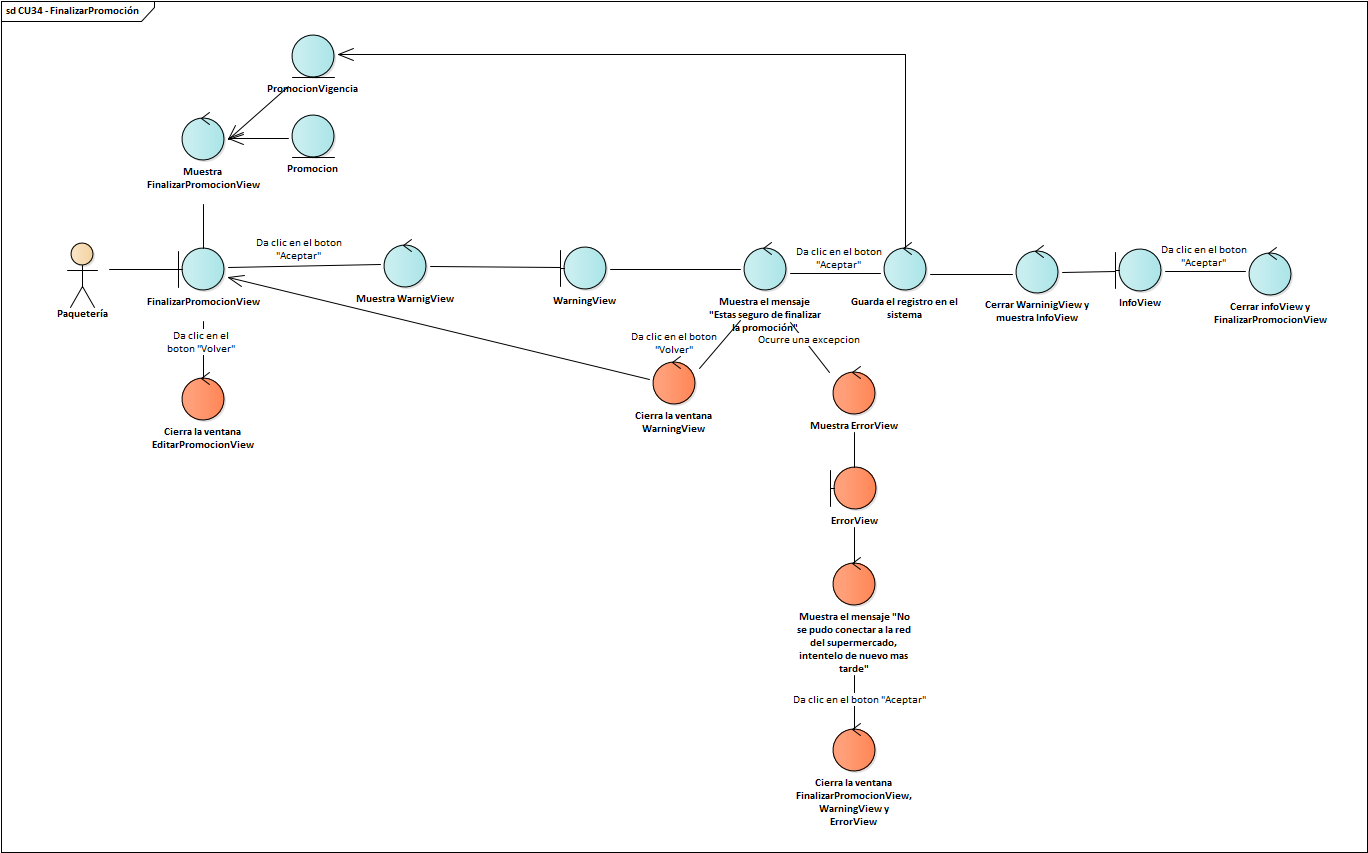 sd CU34 - FinalizarPromoción
PromocionVigencia
Promocion
Muestra
FinalizarPromocionView
Paquetería
FinalizarPromocionView
Da clic en el boton
"Aceptar"
Muestra WarnigView
WarningView
Muestra el mensaje
"Estas seguro de finalizar
la promoción"
Da clic en el boton
"Aceptar"
Guarda el registro en el
sistema
Cerrar WarninigView y
muestra InfoView
InfoView
Da clic en el boton
"Aceptar"
Cerrar infoView y
FinalizarPromocionView
Da clic en el
boton "Volver"
Cierra la ventana
EditarPromocionView
Da clic en el boton
"Volver"
Cierra la ventana
WarningView
Ocurre una excepcion
Muestra ErrorView
ErrorView
Muestra el mensaje "No
se pudo conectar a la red
del supermercado,
intentelo de nuevo mas
tarde"
Da clic en el boton "Aceptar"
Cierra la ventana
FinalizarPromocionView,
WarningView y
ErrorView